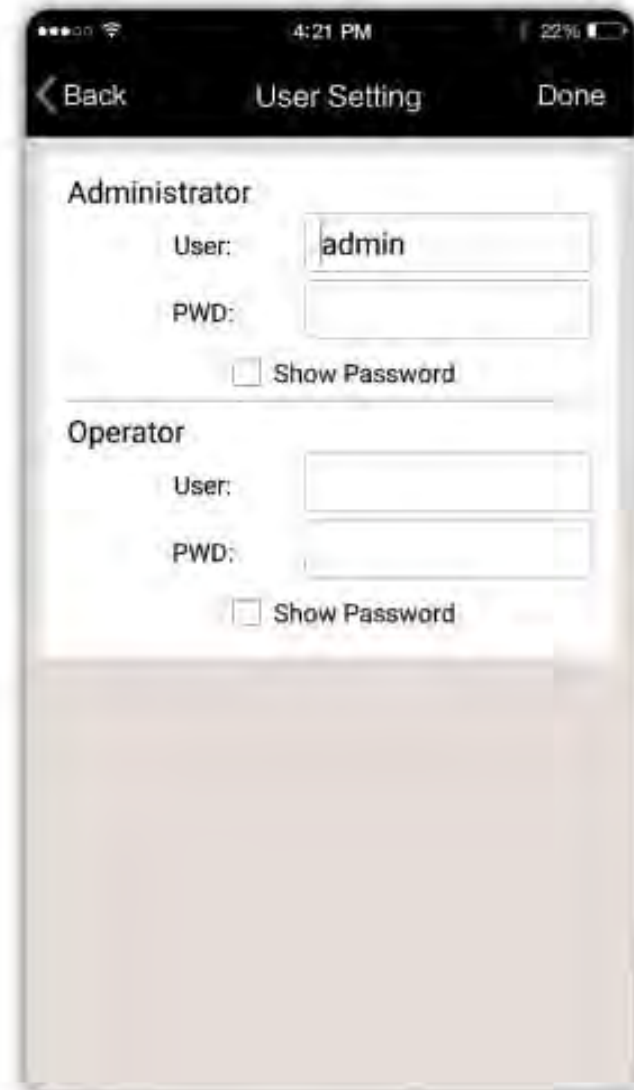 4:21 PM 22%
Back User Setting Done
Administrator
User: admin
PWD:
Show Password
Operator
User:
PWD:
Show Password